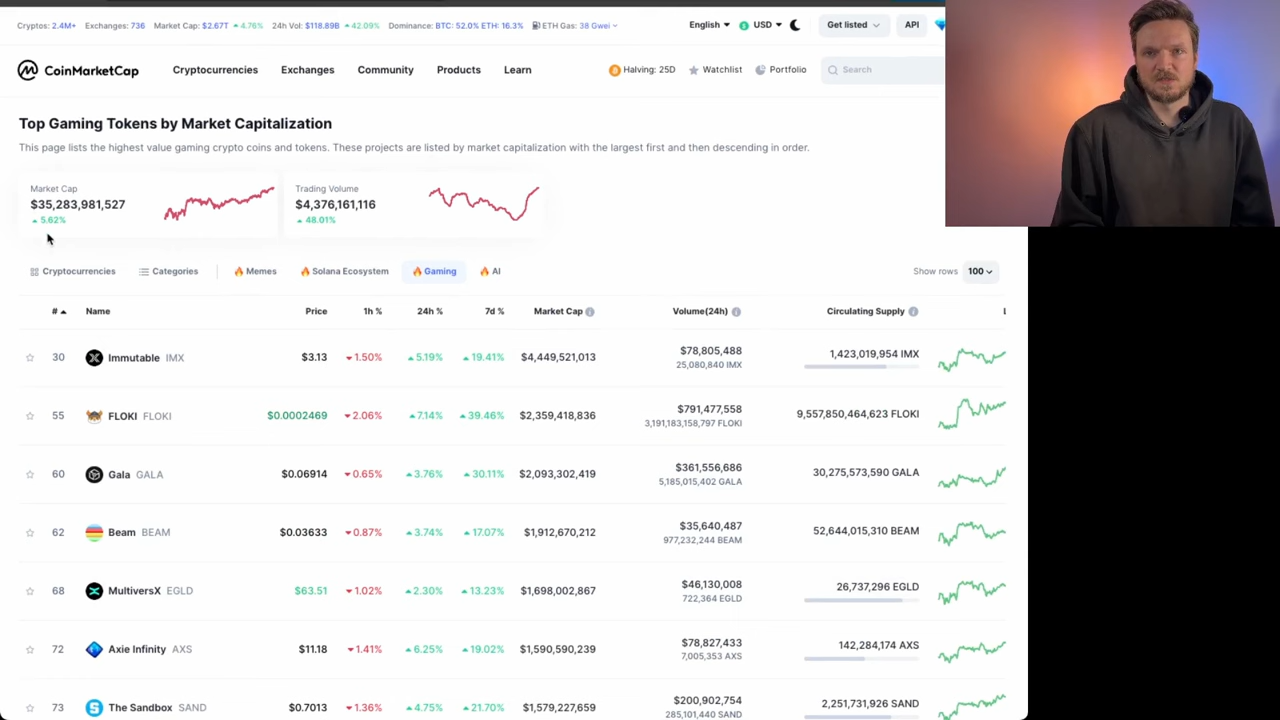 Cryptos: 2.4M+ Exchanges: 736 Market Cap: $2.67T 4.76% 24h Vol: $118.89B 42.09% Dominance: BTC: 52.0% ETH: 16.3% ETH Gas: 38 Gwei English USD Get listed API
CoinMarketCap Cryptocurrencies Exchanges Community Products Learn Halving: 25D Watchlist Portfolio Search
Top Gaming Tokens by Market Capitalization
This page lists the highest value gaming crypto coins and tokens. These projects are listed by market capitalization with the largest first and then descending in order.
Market Cap Trading Volume
$35,283,981,527 $4,376,161,116
5.62% 48.01%
Cryptocurrencies Categories Memes Solana Ecosystem Gaming AI Show rows 100
# Name Price 1h % 24h % 7d % Market Cap Volume(24h) Circulating Supply
30 Immutable IMX $3.13 1.50% 5.19% 19.41% $4,449,521,013 $78,805,488 1,423,019,954 IMX
25,080,840 IMX
55 FLOKI FLOKI $0.0002469 2.06% 7.14% 39.46% $2,359,418,836 $791,477,558 9,557,850,464,623 FLOKI
3,191,183,158,797 FLOKI
60 Gala GALA $0.06914 0.65% 3.76% 30.11% $2,093,302,419 $361,556,686 30,275,573,590 GALA
5,185,015,402 GALA
62 Beam BEAM $0.03633 0.87% 3.74% 17.07% $1,912,670,212 $35,640,487 52,644,015,310 BEAM
977,232,244 BEAM
68 MultiversX EGLD $63.51 1.02% 2.30% 13.23% $1,698,002,867 $46,130,008 26,737,296 EGLD
722,364 EGLD
72 Axie Infinity AXS $11.18 1.41% 6.25% 19.02% $1,590,590,239 $78,827,433 142,284,174 AXS
7,005,353 AXS
73 The Sandbox SAND $0.7013 1.36% 4.75% 21.70% $1,579,227,659 $200,902,754 2,251,731,926 SAND
285,101,440 SAND